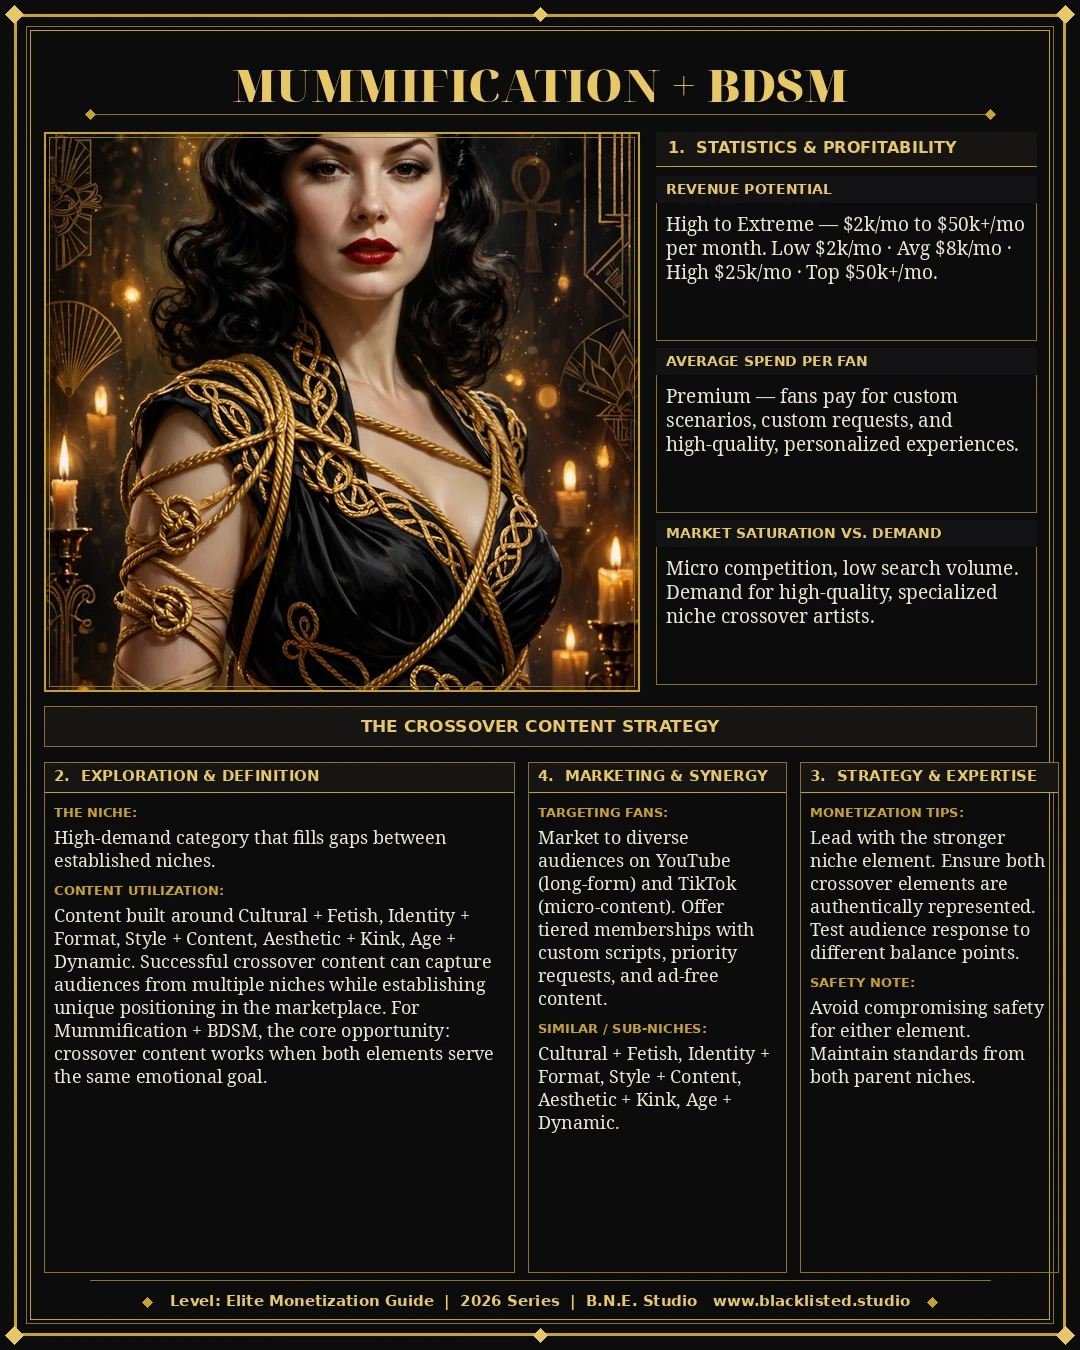 MUMMIFICATION + BDSM
1. STATISTICS & PROFITABILITY
REVENUE POTENTIAL
High to Extreme — $2k/mo to $50k+/mo
per month. Low $2k/mo · Avg $8k/mo ·
High $25k/mo · Top $50k+/mo.
AVERAGE SPEND PER FAN
Premium — fans pay for custom
scenarios, custom requests, and
high-quality, personalized experiences.
MARKET SATURATION VS. DEMAND
Micro competition, low search volume.
Demand for high-quality, specialized
niche crossover artists.
THE CROSSOVER CONTENT STRATEGY
2. EXPLORATION & DEFINITION
THE NICHE:
High-demand category that fills gaps between
established niches.
CONTENT UTILIZATION:
Content built around Cultural + Fetish, Identity +
Format, Style + Content, Aesthetic + Kink, Age +
Dynamic. Successful crossover content can capture
audiences from multiple niches while establishing
unique positioning in the marketplace. For
Mummification + BDSM, the core opportunity:
crossover content works when both elements serve
the same emotional goal.
4. MARKETING & SYNERGY
TARGETING FANS:
Market to diverse
audiences on YouTube
(long-form) and TikTok
(micro-content). Offer
tiered memberships with
custom scripts, priority
requests, and ad-free
content.
SIMILAR / SUB-NICHES:
Cultural + Fetish, Identity +
Format, Style + Content,
Aesthetic + Kink, Age +
Dynamic.
3. STRATEGY & EXPERTISE
MONETIZATION TIPS:
Lead with the stronger
niche element. Ensure both
crossover elements are
authentically represented.
Test audience response to
different balance points.
SAFETY NOTE:
Avoid compromising safety
for either element.
Maintain standards from
both parent niches.
Level: Elite Monetization Guide | 2026 Series | B.N.E. Studio www.blacklisted.studio